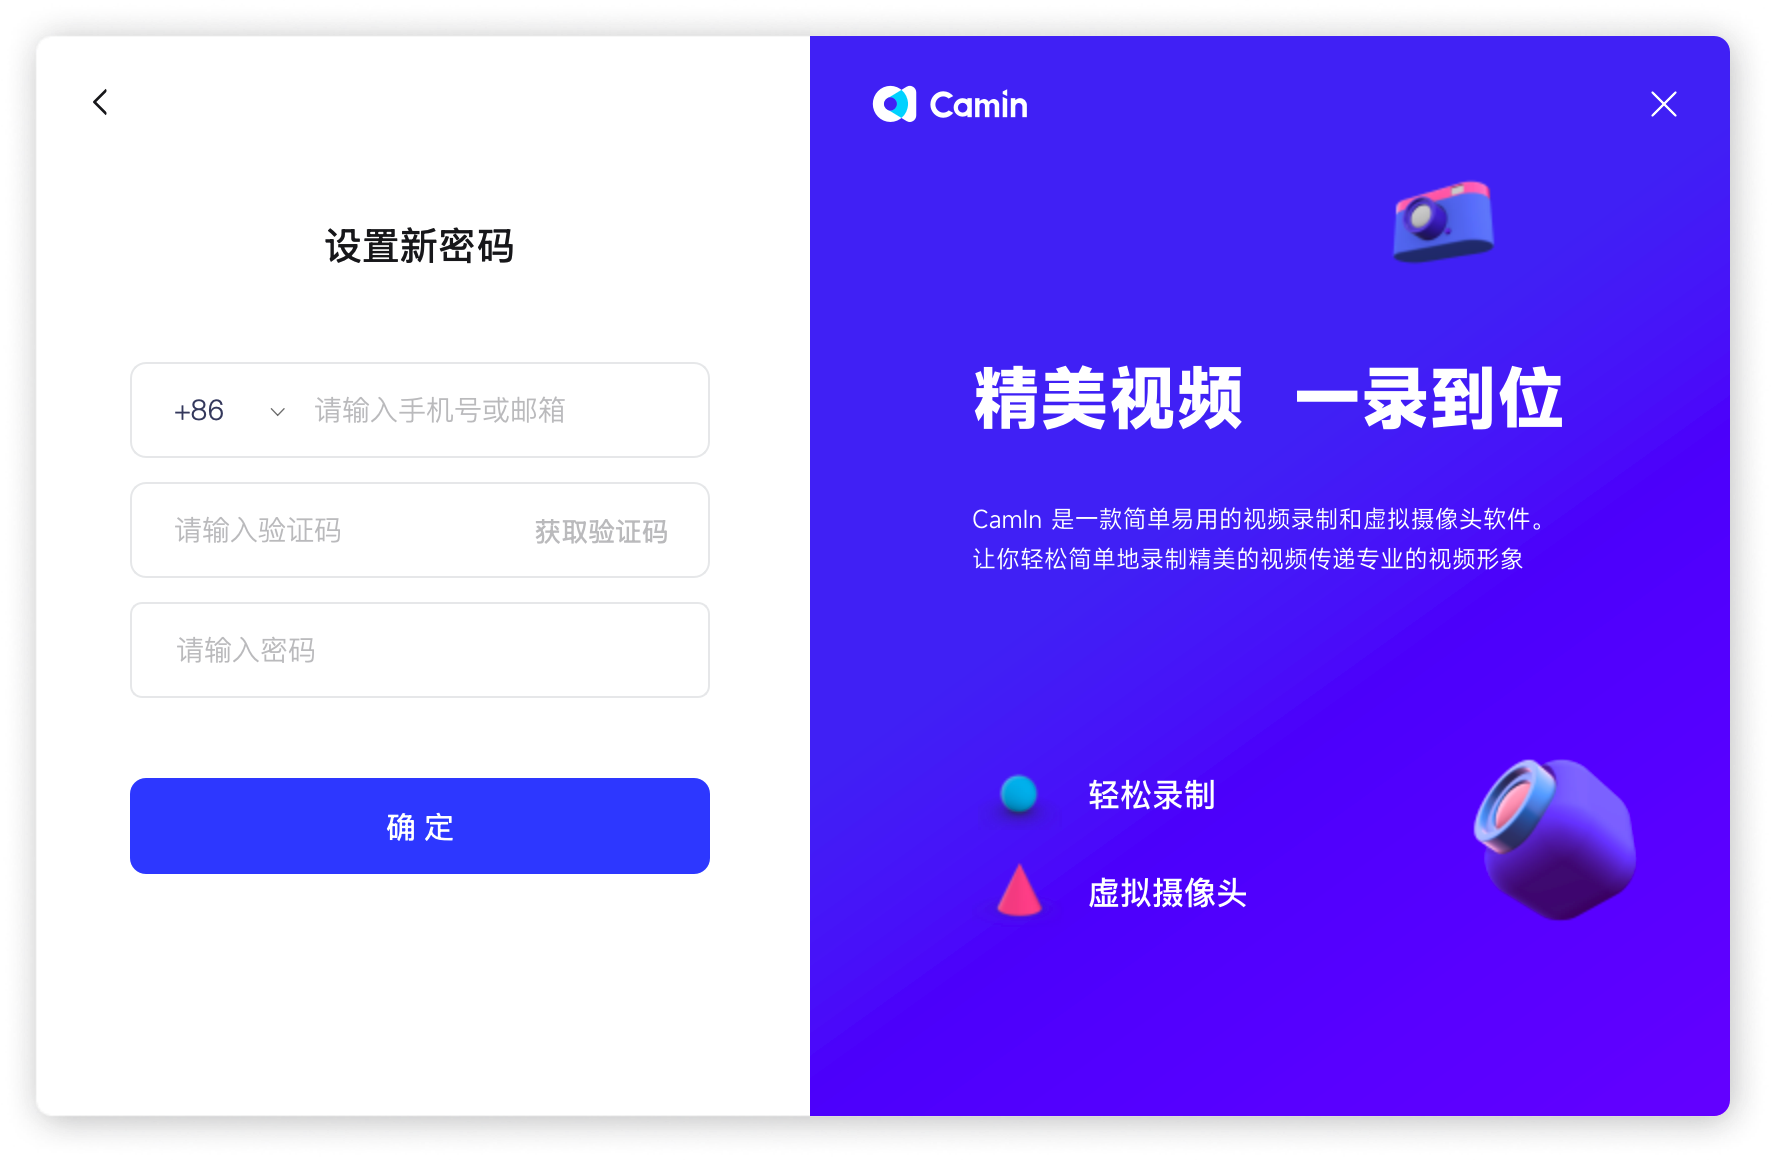 设置新密码
+86 请输入手机号或邮箱
请输入验证码 获取验证码
请输入密码
确 定
Camin
精美视频 一录到位
CamIn 是一款简单易用的视频录制和虚拟摄像头软件。
让你轻松简单地录制精美的视频传递专业的视频形象
轻松录制
虚拟摄像头